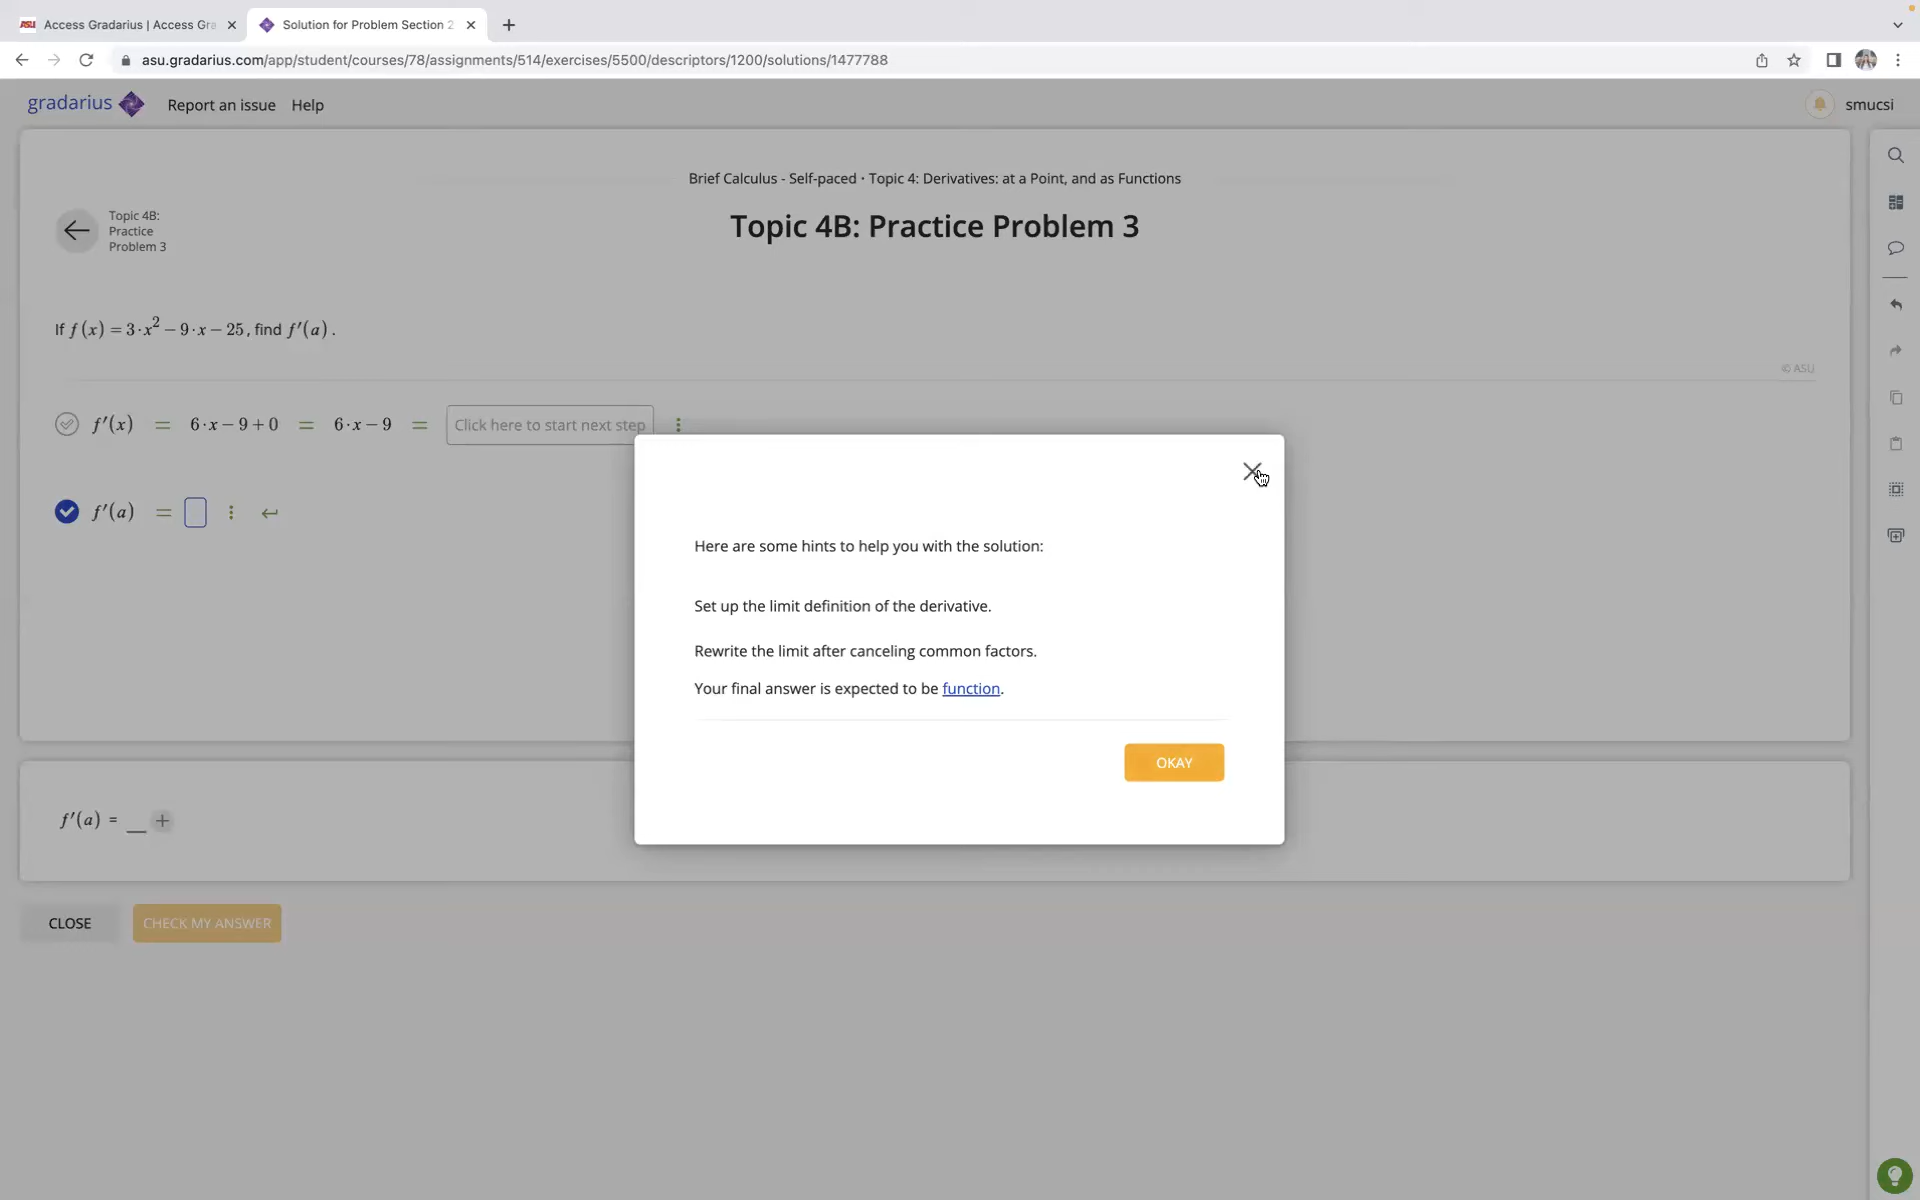 Access Gradarius | Access Gra
Solution for Problem Section 2
asu.gradarius.com/app/student/courses/78/assignments/514/exercises/5500/descriptors/1200/solutions/1477788
gradarius Report an issue Help smucsi
Brief Calculus - Self-paced • Topic 4: Derivatives: at a Point, and as Functions
Topic 4B:
Practice
Problem 3
Topic 4B: Practice Problem 3
If f(x) = 3·x² − 9·x − 25, find f′(a).
© ASU
f′(x) = 6·x − 9 + 0 = 6·x − 9 = Click here to start next step
f′(a) =
Here are some hints to help you with the solution:
Set up the limit definition of the derivative.
Rewrite the limit after canceling common factors.
Your final answer is expected to be function.
OKAY
f′(a) = __ +
CLOSE CHECK MY ANSWER